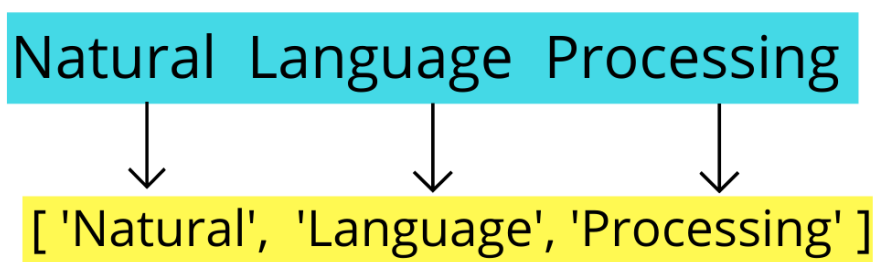 Natural Language Processing
[ 'Natural', 'Language', 'Processing' ]